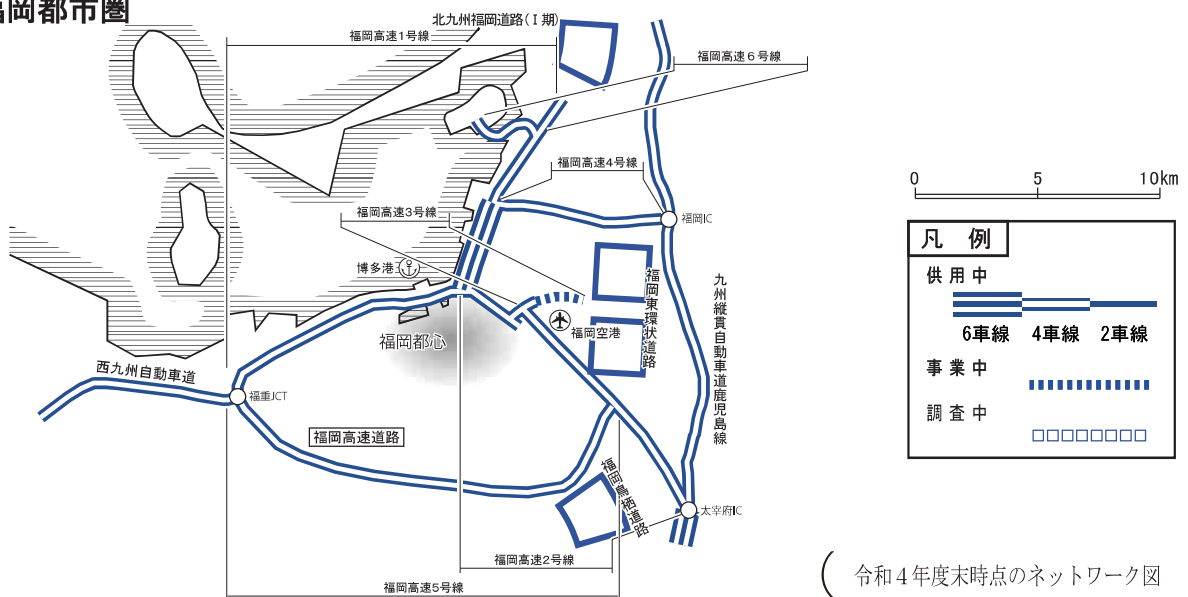 福岡都市圏
北九州福岡道路(Ⅰ期)
福岡高速1号線
福岡高速6号線
福岡高速4号線
福岡高速3号線
福岡IC
博多港
福岡東環状道路
九州縦貫自動車道鹿児島線
福岡空港
福岡都心
西九州自動車道
福重JCT
福岡高速道路
福岡鳥栖道路
太宰府IC
福岡高速2号線
福岡高速5号線
0 5 10km
凡例
供用中
6車線 4車線 2車線
事業中
調査中
(令和4年度末時点のネットワーク図